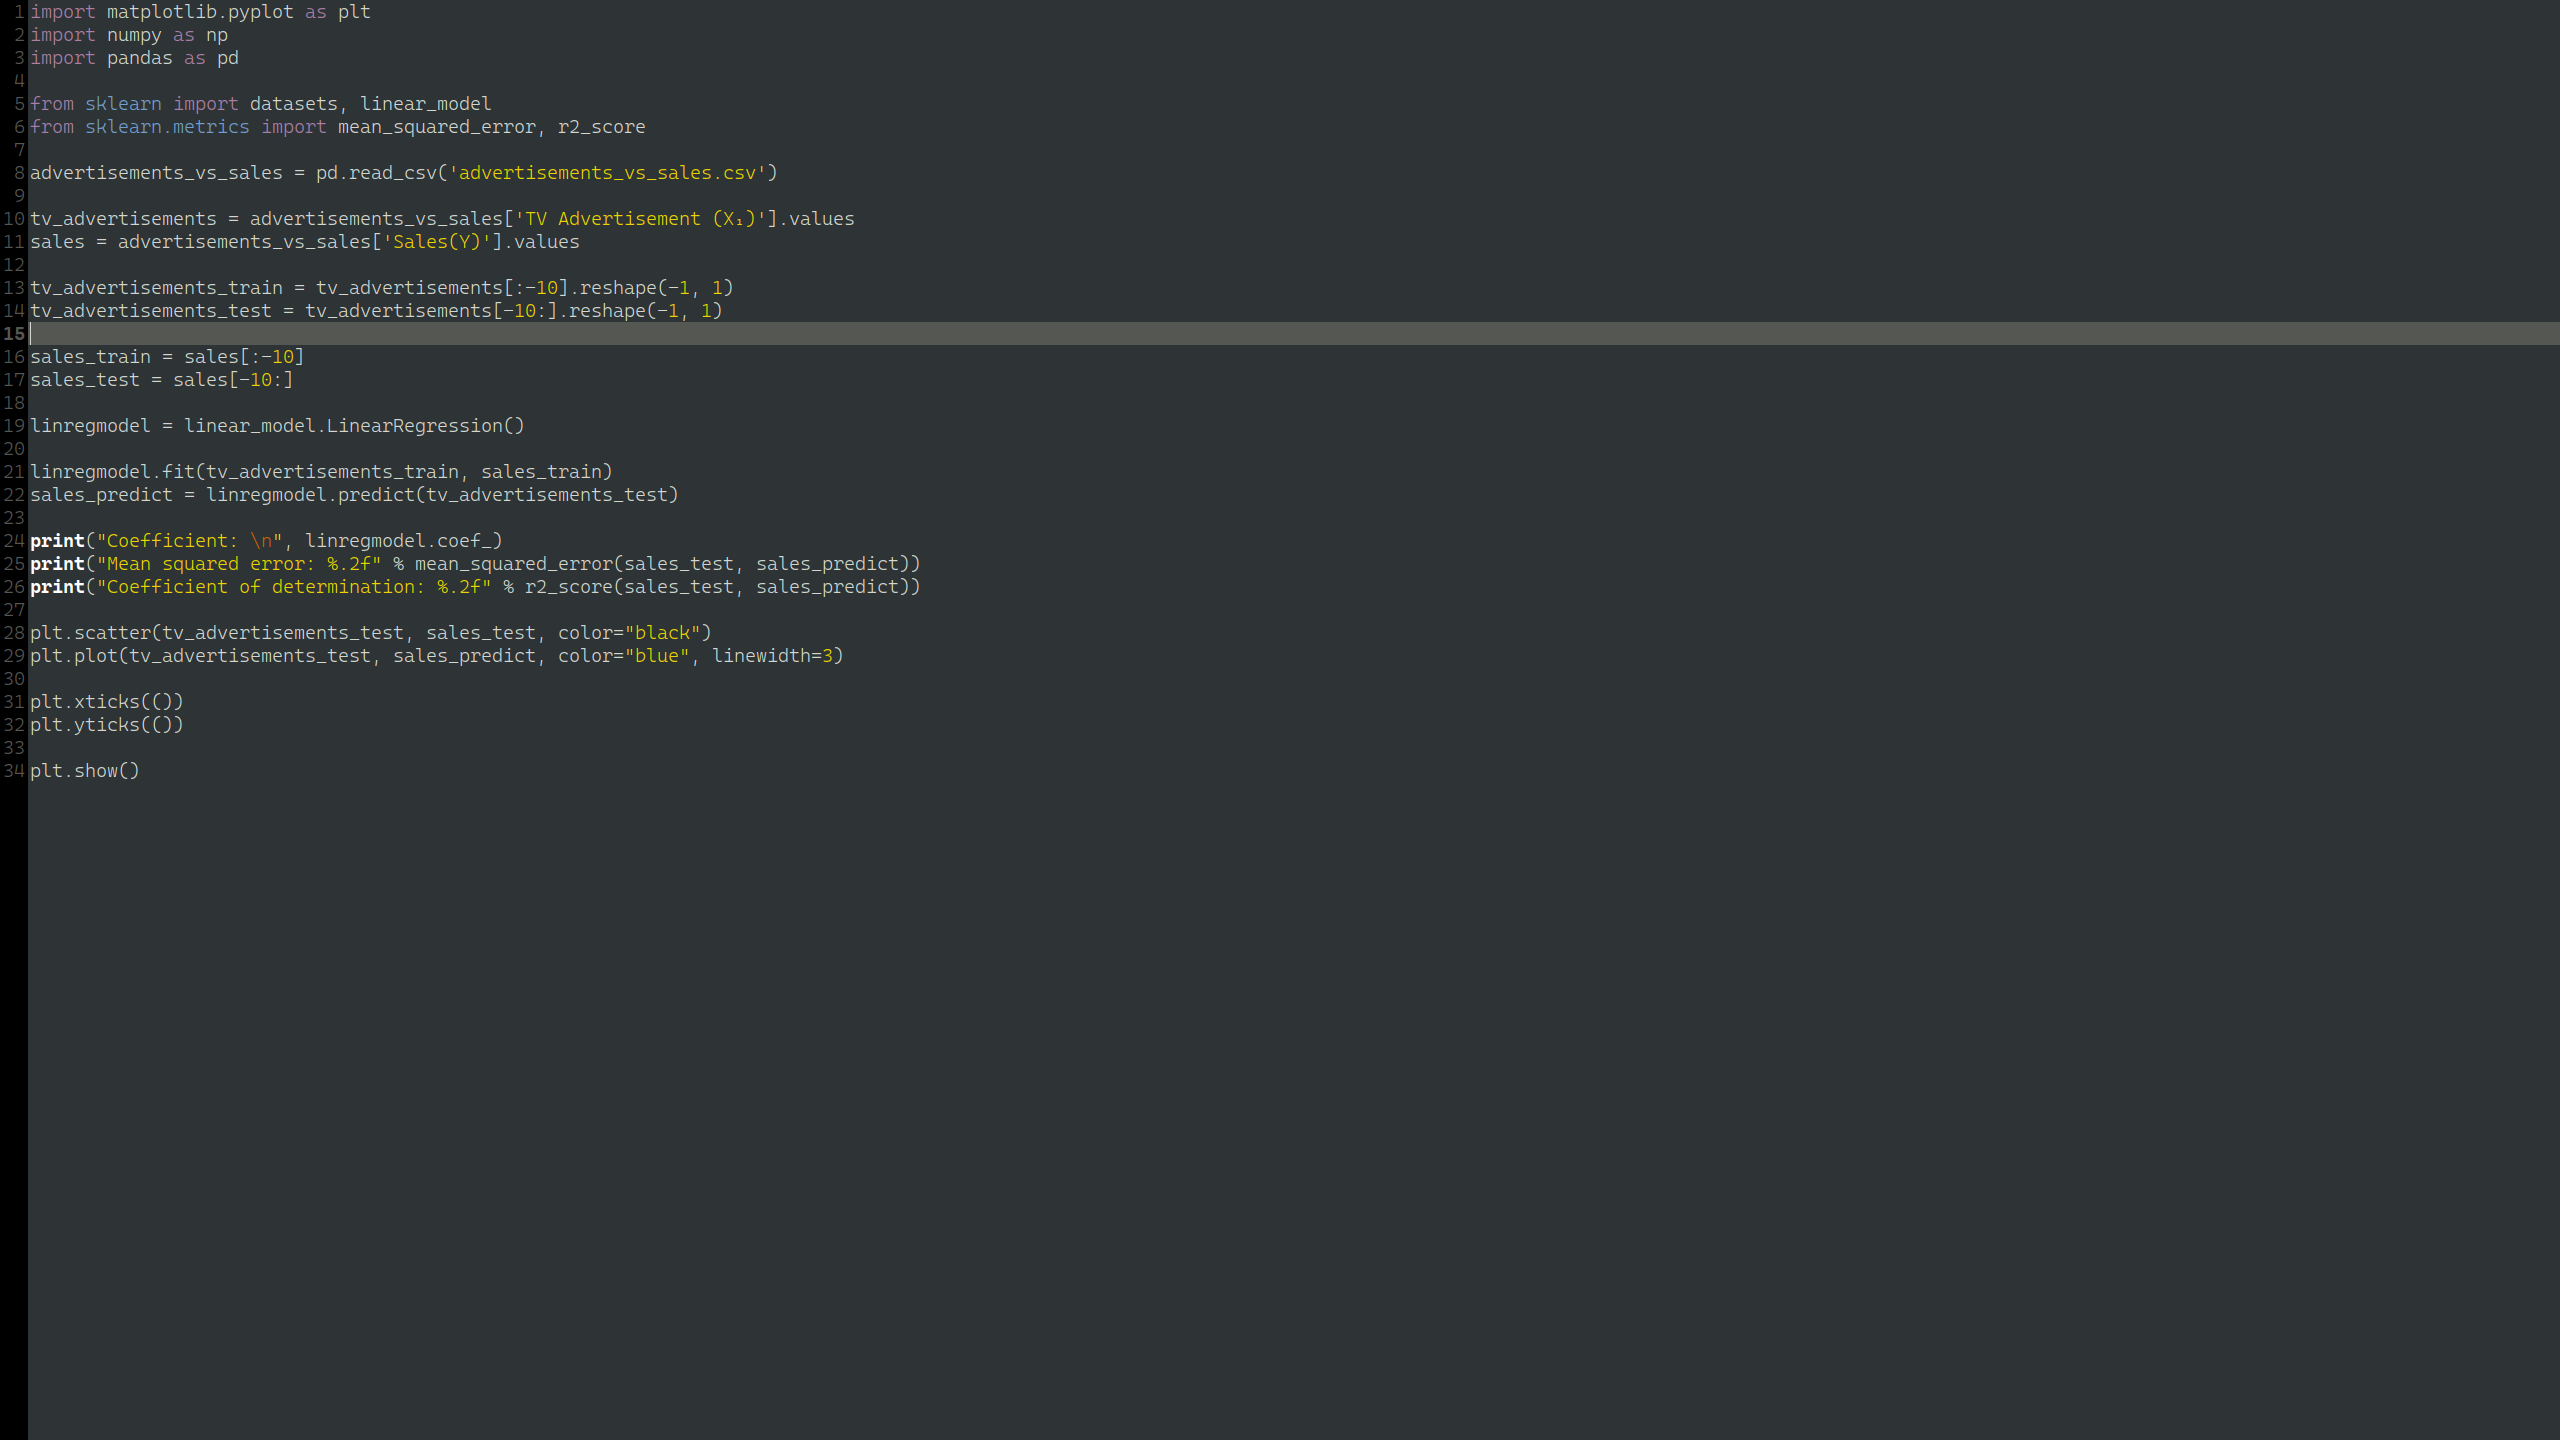 1 import matplotlib.pyplot as plt
2 import numpy as np
3 import pandas as pd
4
5 from sklearn import datasets, linear_model
6 from sklearn.metrics import mean_squared_error, r2_score
7
8 advertisements_vs_sales = pd.read_csv('advertisements_vs_sales.csv')
9
10 tv_advertisements = advertisements_vs_sales['TV Advertisement (X₁)'].values
11 sales = advertisements_vs_sales['Sales(Y)'].values
12
13 tv_advertisements_train = tv_advertisements[:-10].reshape(-1, 1)
14 tv_advertisements_test = tv_advertisements[-10:].reshape(-1, 1)
15
16 sales_train = sales[:-10]
17 sales_test = sales[-10:]
18
19 linregmodel = linear_model.LinearRegression()
20
21 linregmodel.fit(tv_advertisements_train, sales_train)
22 sales_predict = linregmodel.predict(tv_advertisements_test)
23
24 print("Coefficient: \n", linregmodel.coef_)
25 print("Mean squared error: %.2f" % mean_squared_error(sales_test, sales_predict))
26 print("Coefficient of determination: %.2f" % r2_score(sales_test, sales_predict))
27
28 plt.scatter(tv_advertisements_test, sales_test, color="black")
29 plt.plot(tv_advertisements_test, sales_predict, color="blue", linewidth=3)
30
31 plt.xticks(())
32 plt.yticks(())
33
34 plt.show()